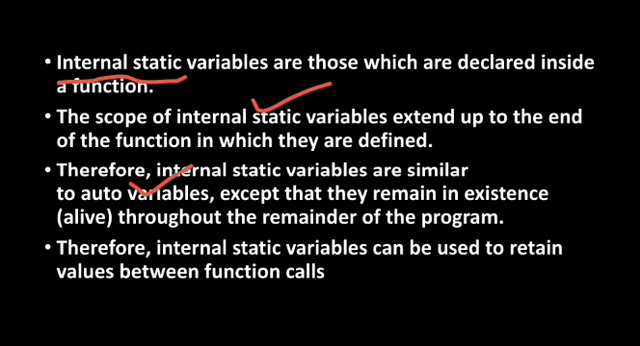 • Internal static variables are those which are declared inside
a function.
• The scope of internal static variables extend up to the end
of the function in which they are defined.
• Therefore, internal static variables are similar
to auto variables, except that they remain in existence
(alive) throughout the remainder of the program.
• Therefore, internal static variables can be used to retain
values between function calls